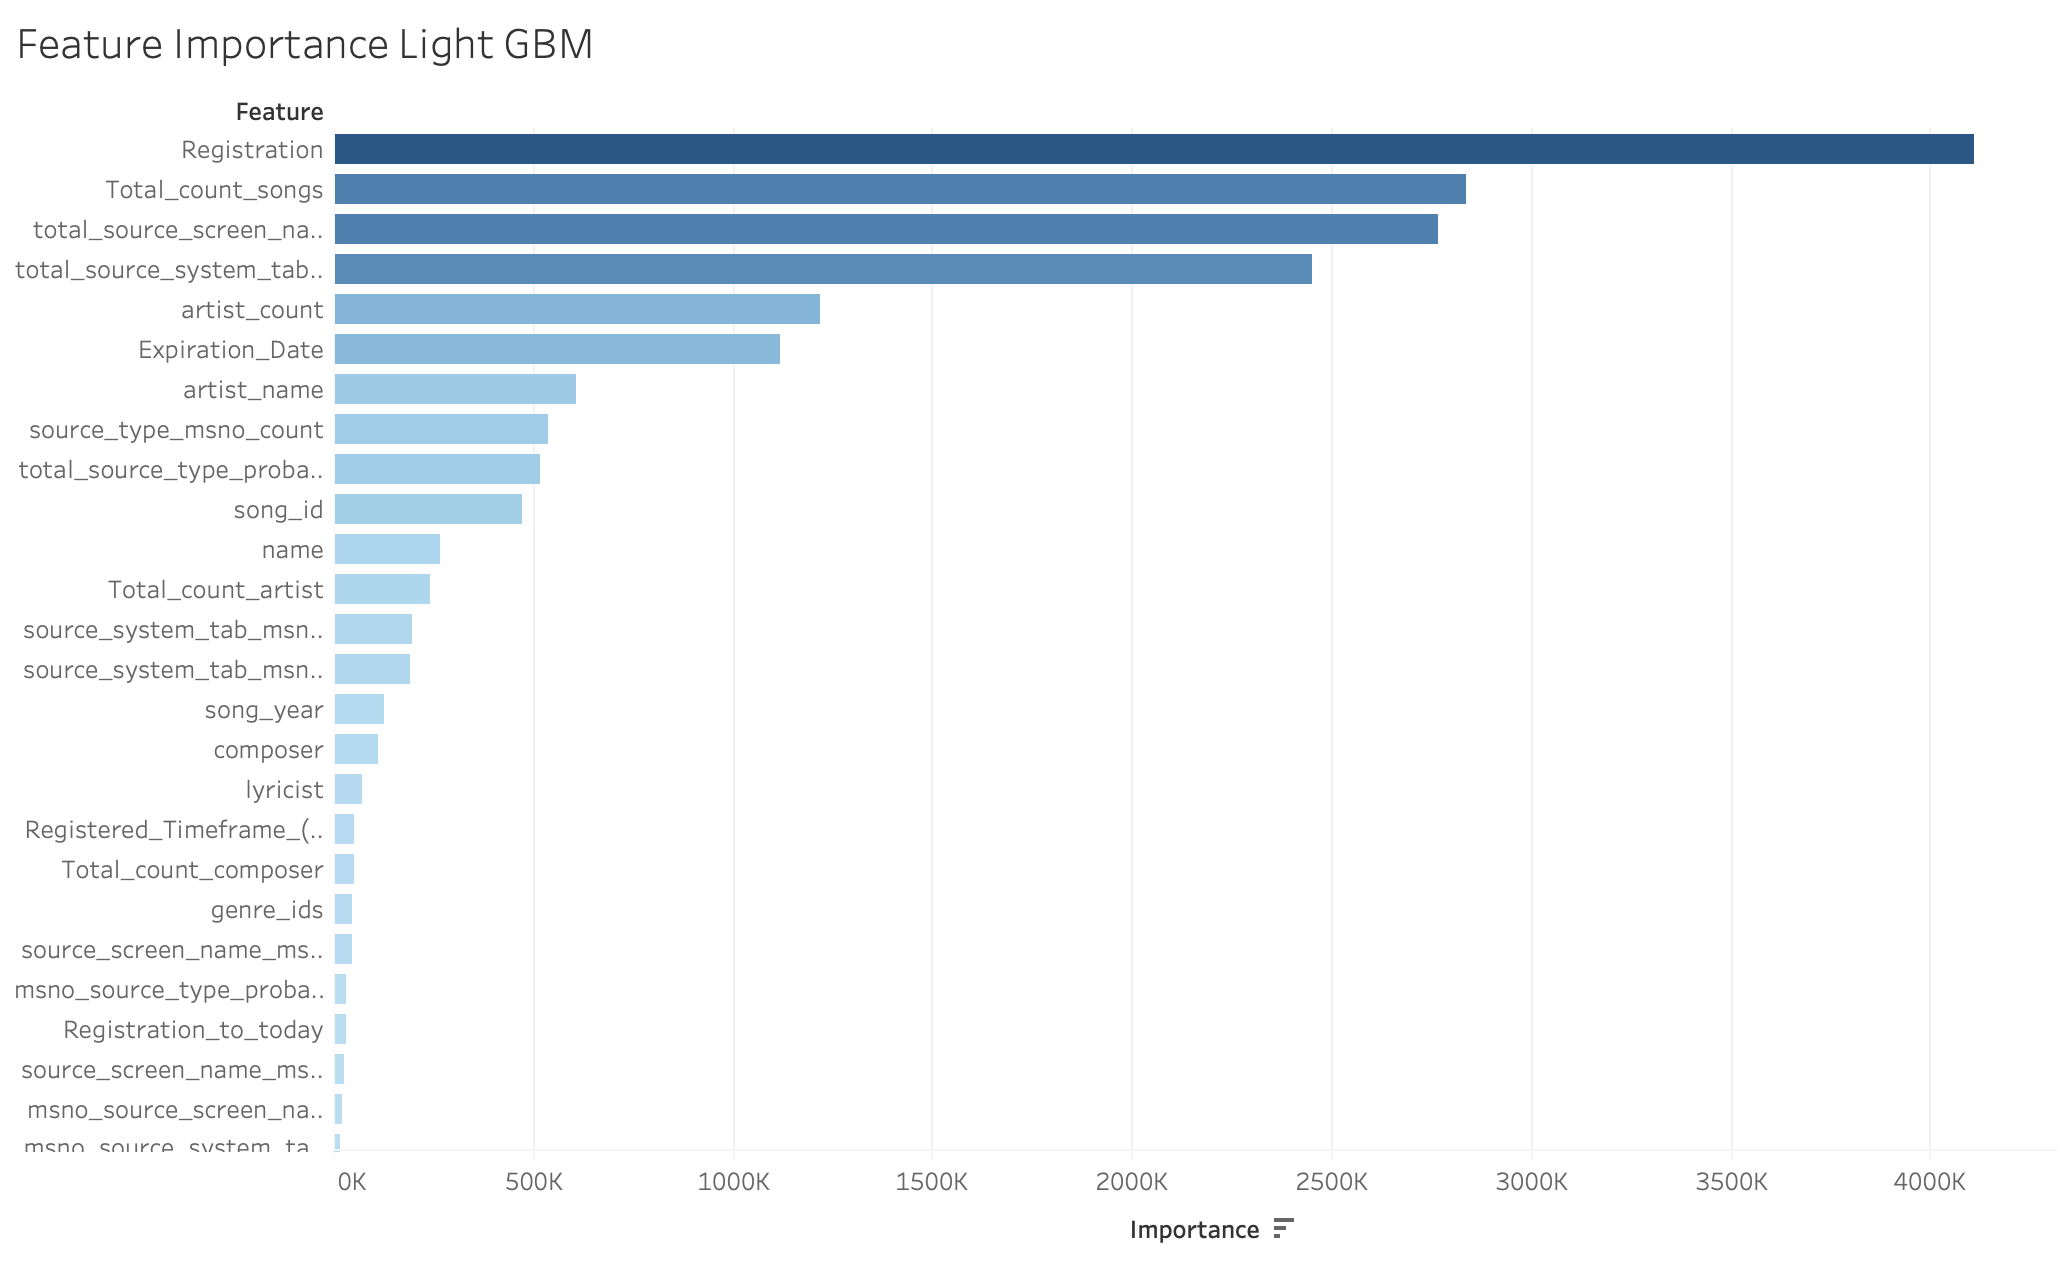 Feature Importance Light GBM
Feature
Registration
Total_count_songs
total_source_screen_na..
total_source_system_tab..
artist_count
Expiration_Date
artist_name
source_type_msno_count
total_source_type_proba..
song_id
name
Total_count_artist
source_system_tab_msn..
source_system_tab_msn..
song_year
composer
lyricist
Registered_Timeframe_(..
Total_count_composer
genre_ids
source_screen_name_ms..
msno_source_type_proba..
Registration_to_today
source_screen_name_ms..
msno_source_screen_na..
msno_source_system_ta..
0K 500K 1000K 1500K 2000K 2500K 3000K 3500K 4000K
Importance